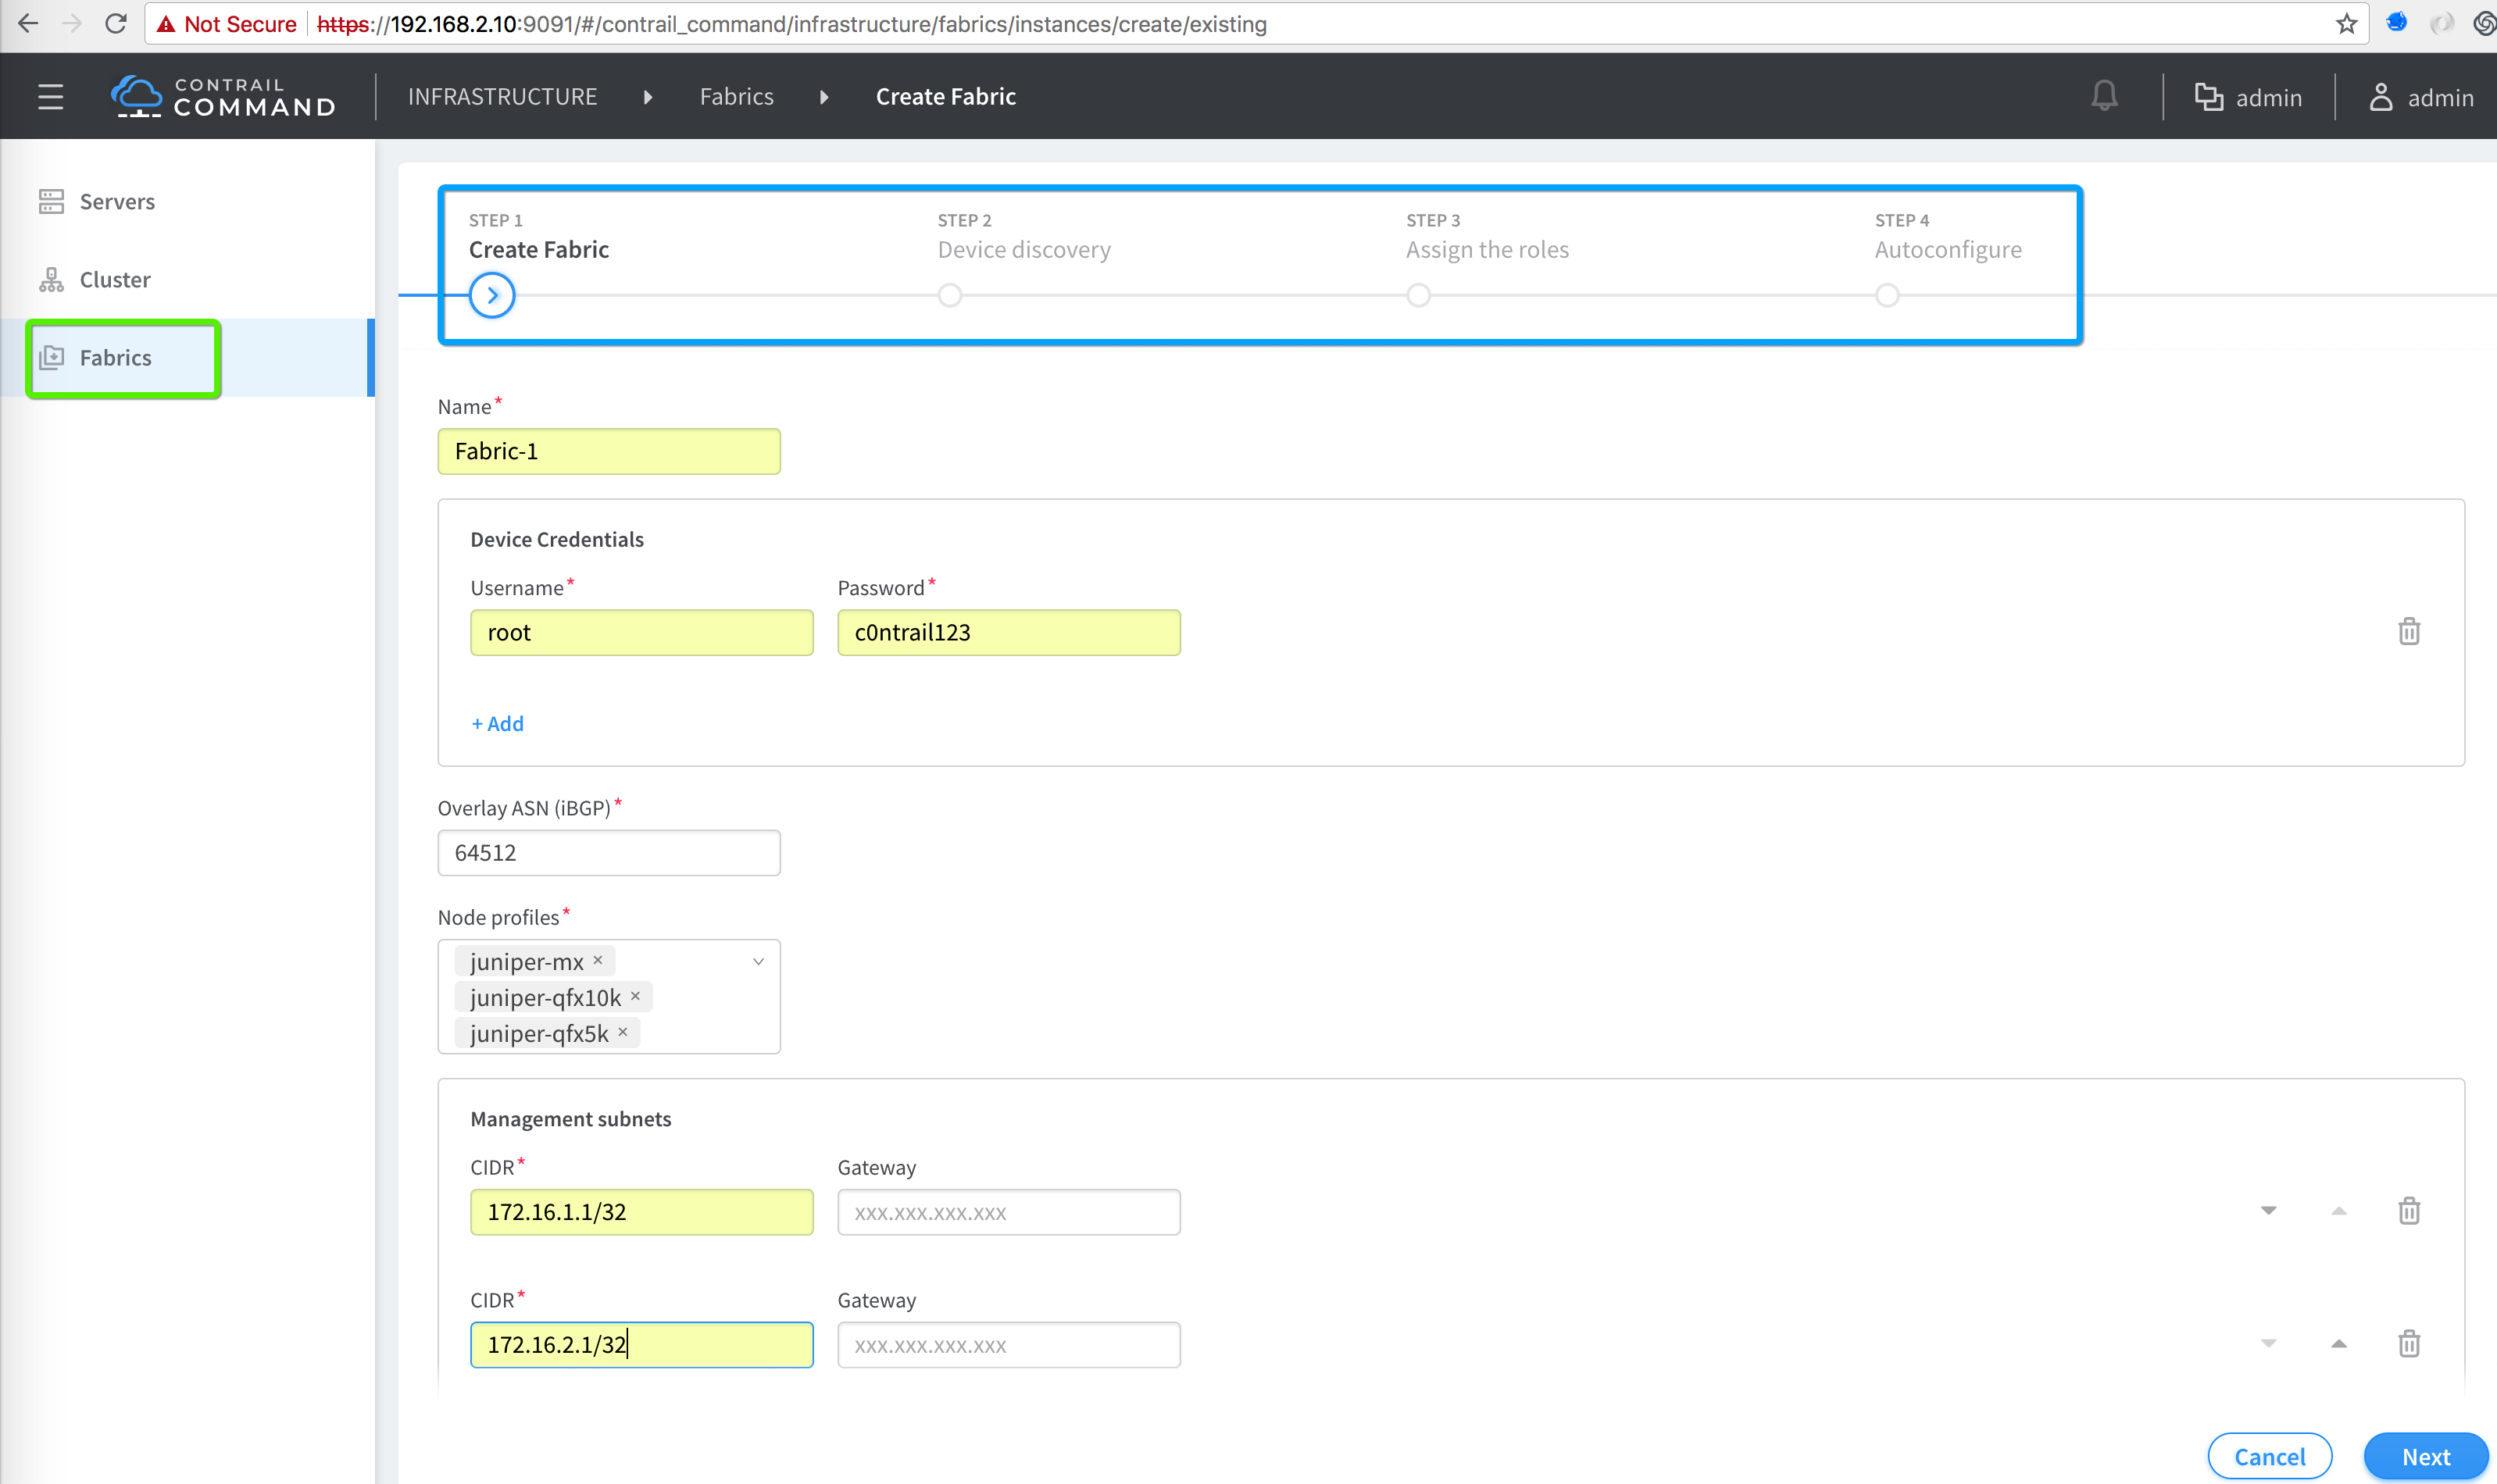 Not Secure https://192.168.2.10:9091/#/contrail_command/infrastructure/fabrics/instances/create/existing
CONTRAIL
COMMAND
INFRASTRUCTURE Fabrics Create Fabric
admin
admin
Servers
Cluster
Fabrics
STEP 1
Create Fabric
STEP 2
Device discovery
STEP 3
Assign the roles
STEP 4
Autoconfigure
Name*
Fabric-1
Device Credentials
Username* Password*
root c0ntrail123
+ Add
Overlay ASN (iBGP)*
64512
Node profiles*
juniper-mx ×
juniper-qfx10k ×
juniper-qfx5k ×
Management subnets
CIDR* Gateway
172.16.1.1/32 xxx.xxx.xxx.xxx
CIDR* Gateway
172.16.2.1/32 xxx.xxx.xxx.xxx
Cancel Next